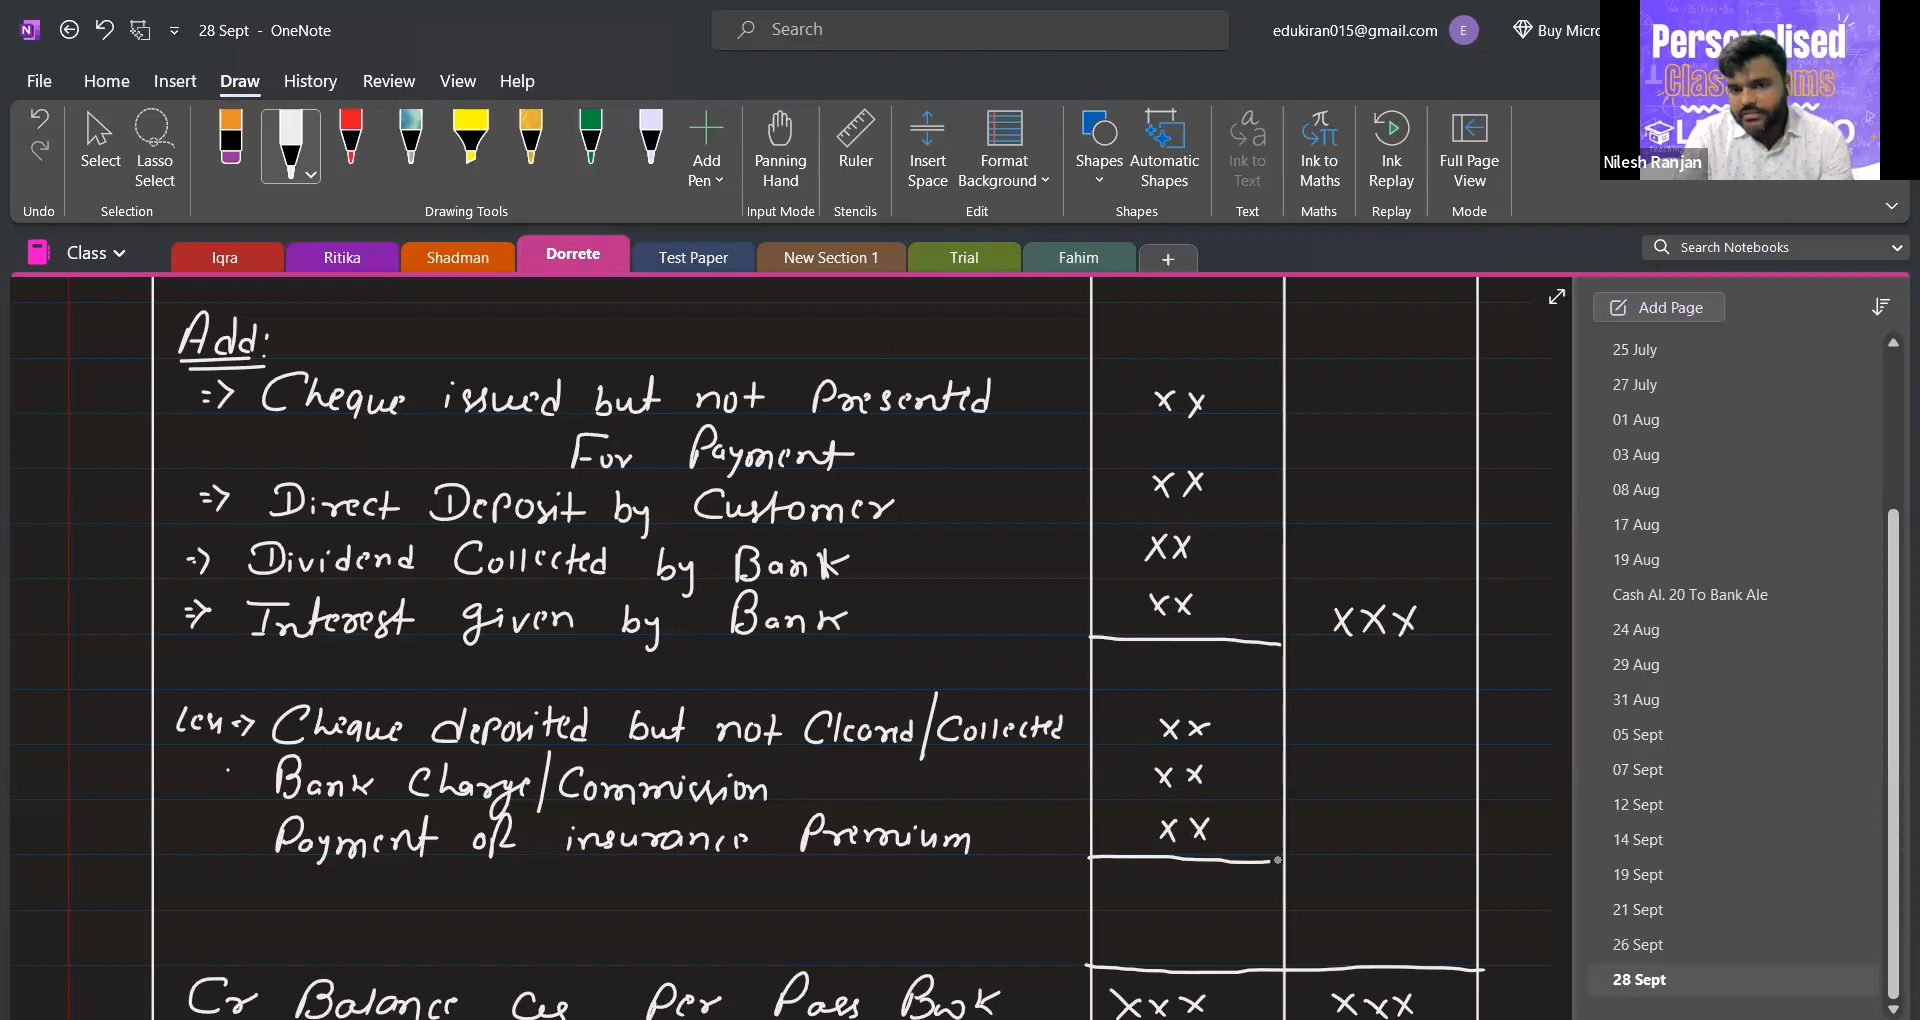 28 Sept - OneNote
Search
edukiran015@gmail.com
E
Buy Micro
Personalised
Nilesh Ranjan
File Home Insert Draw History Review View Help
Select
Lasso Select
Add Pen
Panning Hand
Ruler
Insert Space
Format Background
Shapes
Automatic Shapes
Ink to Text
Ink to Maths
Ink Replay
Full Page View
Undo Selection Drawing Tools Input Mode Stencils Edit Shapes Text Maths Replay Mode
Class Iqra Ritika Shadman Dorrete Test Paper New Section 1 Trial Fahim +
Search Notebooks
Add Page
25 July
27 July
01 Aug
03 Aug
08 Aug
17 Aug
19 Aug
Cash Al. 20 To Bank Ale
24 Aug
29 Aug
31 Aug
05 Sept
07 Sept
12 Sept
14 Sept
19 Sept
21 Sept
26 Sept
28 Sept
Add:
=> Cheque issued but not Presented xx
For Payment
=> Direct Deposit by Customer xx
=> Dividend Collected by Bank xx
=> Interest given by Bank xx xxx
Less => Cheque deposited but not Cleared/Collected xx
Bank Charge/Commission xx
Payment of insurance Premium xx
Cr Balance as Per Pass Book xxx xxx